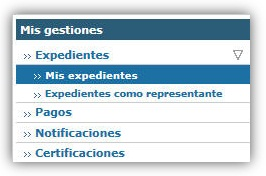 Mis gestiones
›› Expedientes
›› Mis expedientes
›› Expedientes como representante
›› Pagos
›› Notificaciones
›› Certificaciones